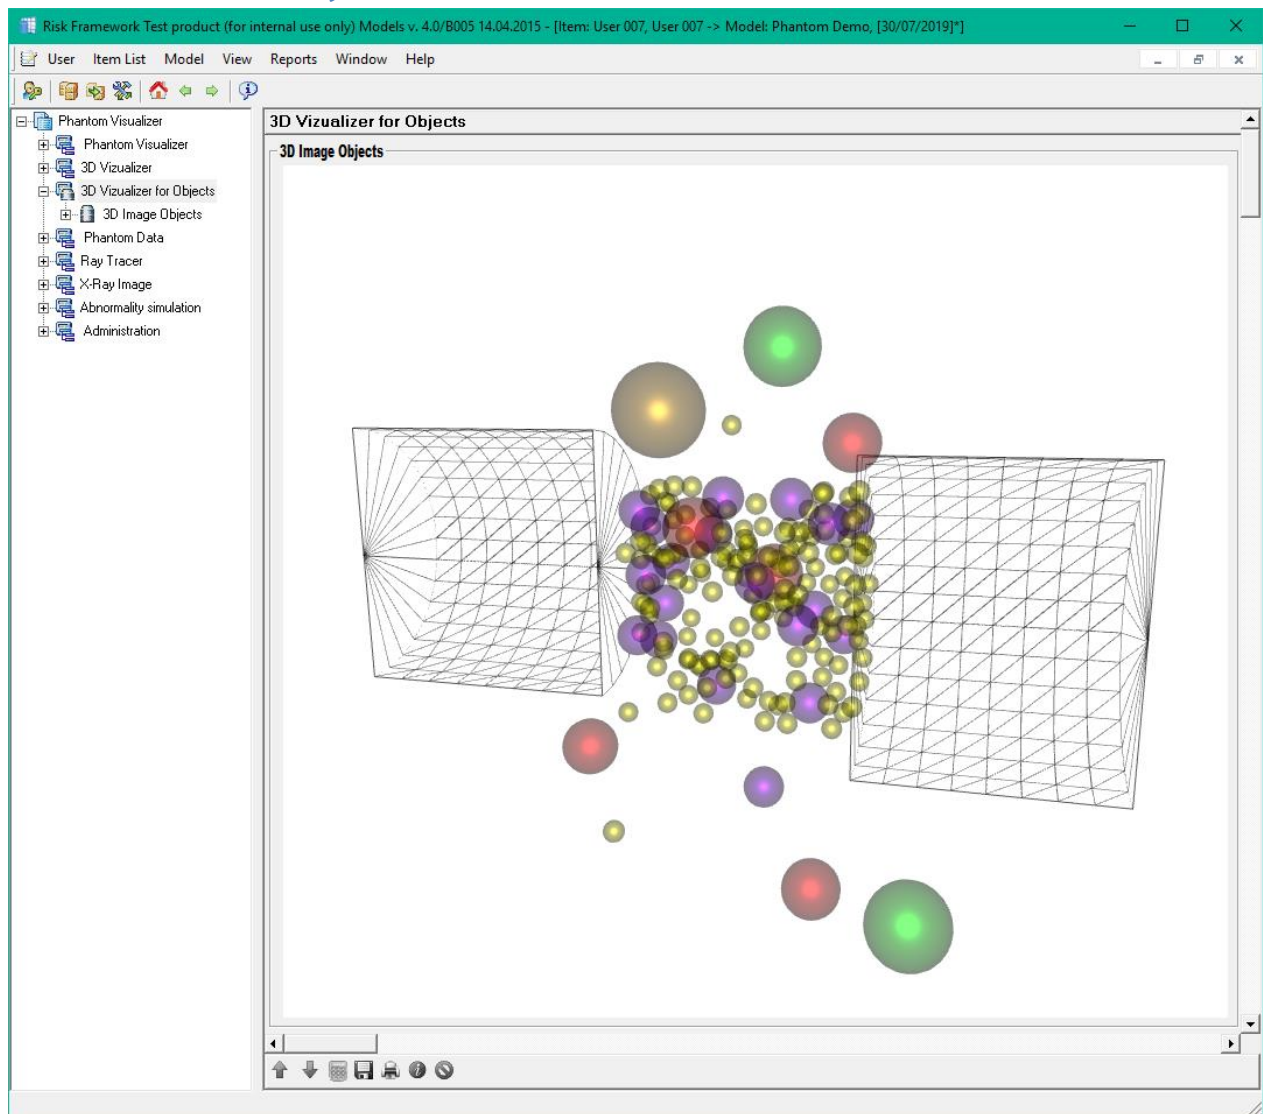 Risk Framework Test product (for internal use only) Models v. 4.0/B005 14.04.2015 - [Item: User 007, User 007 -> Model: Phantom Demo, [30/07/2019]*]
User Item List Model View Reports Window Help
Phantom Visualizer
Phantom Visualizer
3D Vizualizer
3D Vizualizer for Objects
3D Image Objects
Phantom Data
Ray Tracer
X-Ray Image
Abnormality simulation
Administration
3D Vizualizer for Objects
3D Image Objects